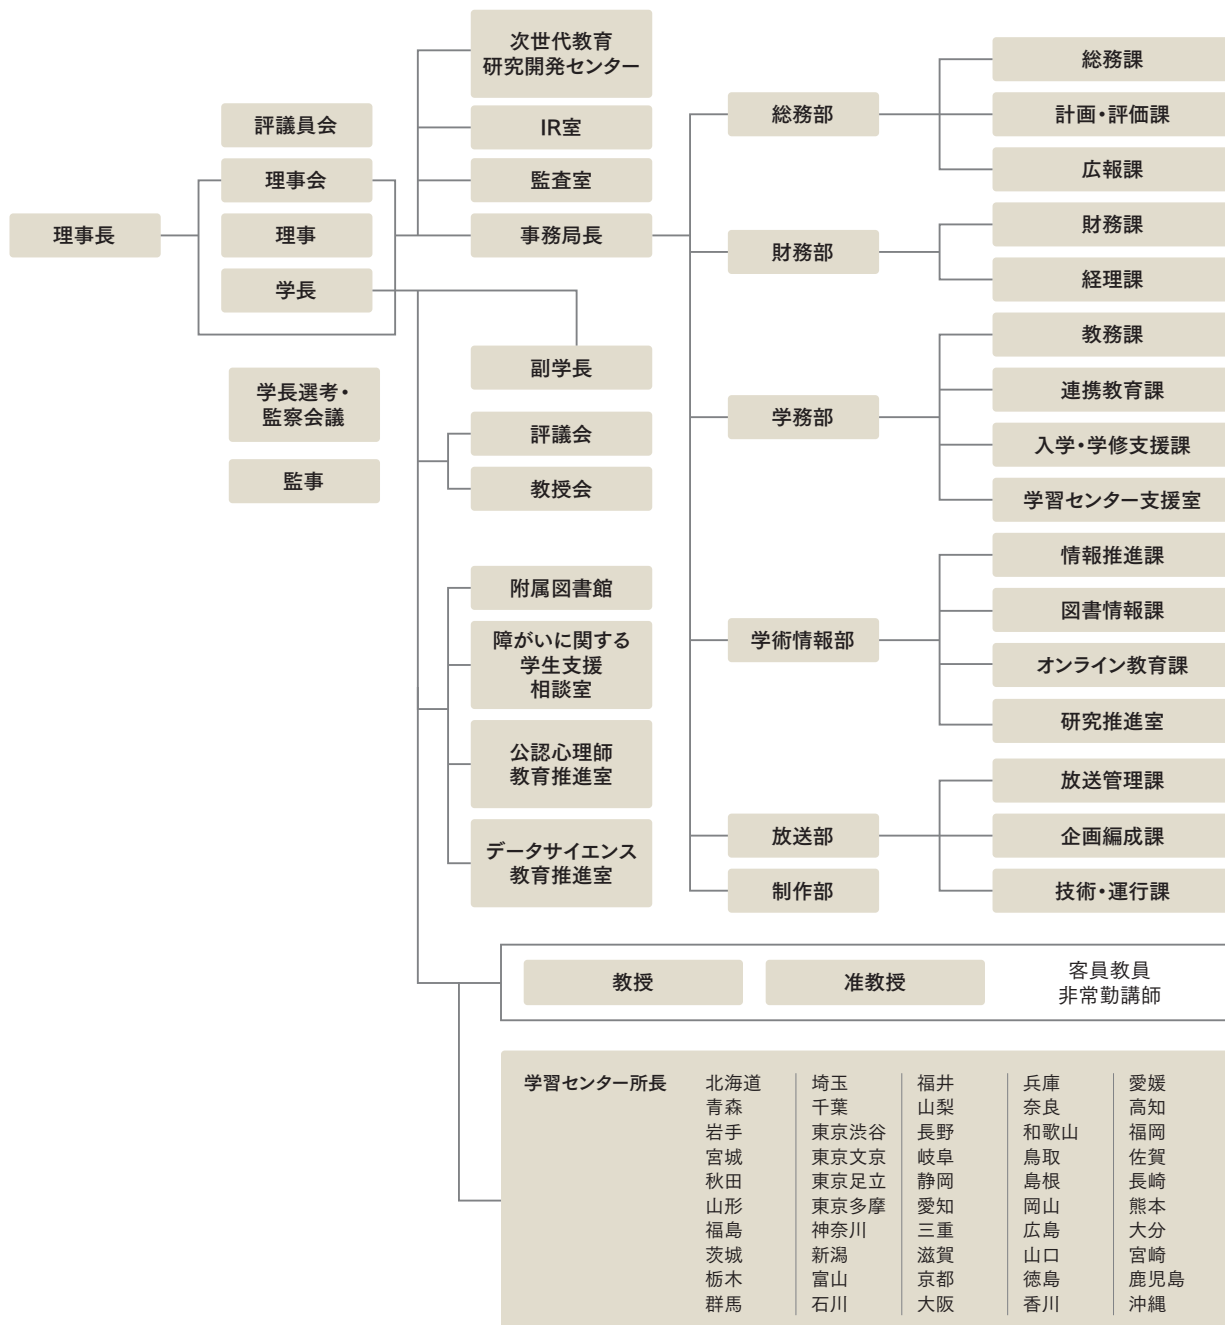 理事長
評議員会
理事会
理事
学長
学長選考・
監察会議
監事
次世代教育
研究開発センター
IR室
監査室
事務局長
副学長
評議会
教授会
附属図書館
障がいに関する
学生支援
相談室
公認心理師
教育推進室
データサイエンス
教育推進室
総務部
総務課
計画・評価課
広報課
財務部
財務課
経理課
学務部
教務課
連携教育課
入学・学修支援課
学習センター支援室
学術情報部
情報推進課
図書情報課
オンライン教育課
研究推進室
放送部
放送管理課
企画編成課
技術・運行課
制作部
教授
准教授
客員教員
非常勤講師
学習センター所長
北海道
青森
岩手
宮城
秋田
山形
福島
茨城
栃木
群馬
埼玉
千葉
東京渋谷
東京文京
東京足立
東京多摩
神奈川
新潟
富山
石川
福井
山梨
長野
岐阜
静岡
愛知
三重
滋賀
京都
大阪
兵庫
奈良
和歌山
鳥取
島根
岡山
広島
山口
徳島
香川
愛媛
高知
福岡
佐賀
長崎
熊本
大分
宮崎
鹿児島
沖縄